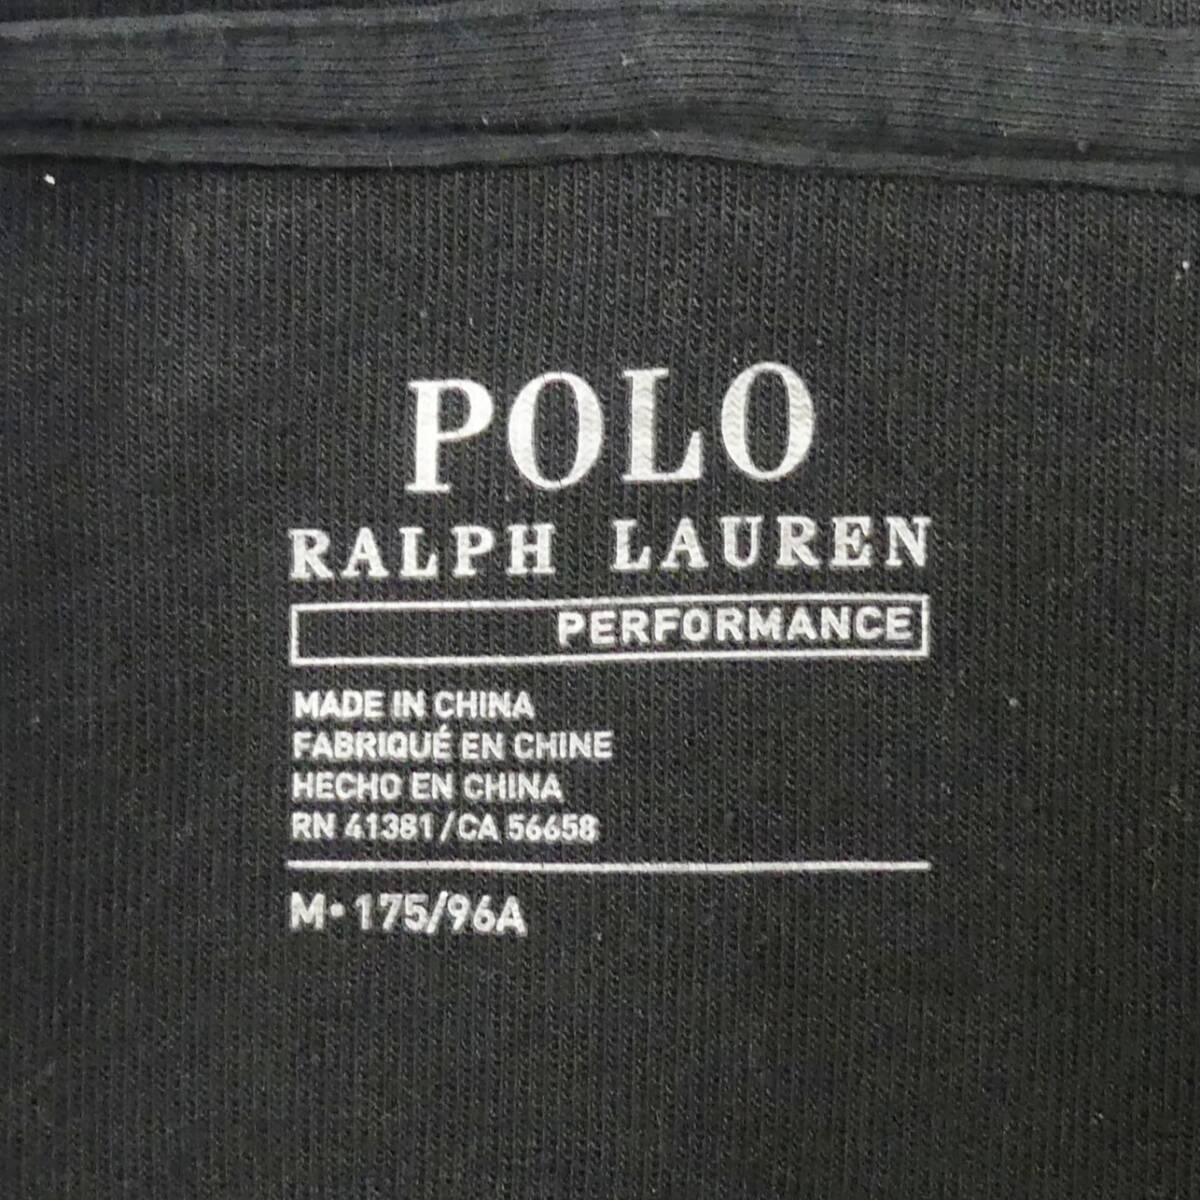 POLO
RALPH LAUREN
PERFORMANCE
MADE IN CHINA
FABRIQUÉ EN CHINE
HECHO EN CHINA
RN 41381/CA 56658
M• 175/96A